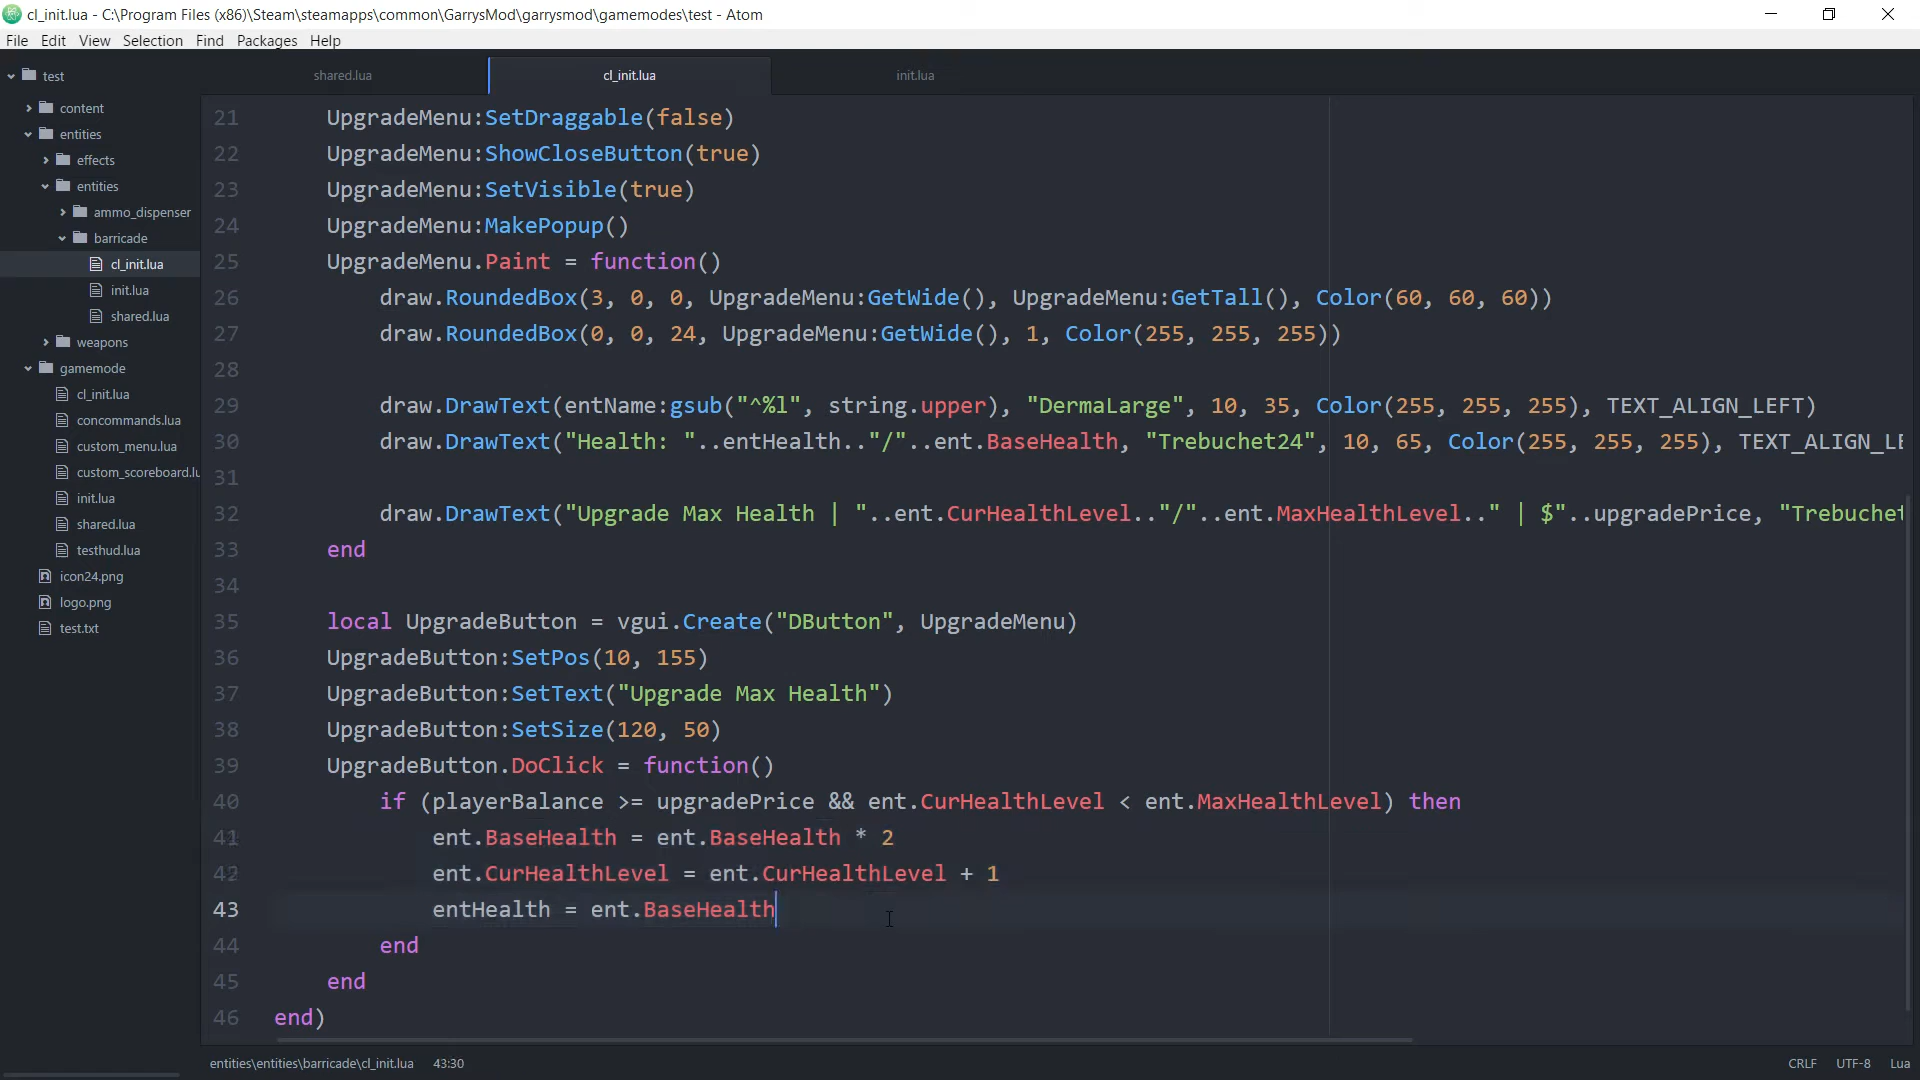 cl_init.lua - C:\Program Files (x86)\Steam\steamapps\common\GarrysMod\garrysmod\gamemodes\test - Atom
File Edit View Selection Find Packages Help
test
content
entities
effects
entities
ammo_dispenser
barricade
cl_init.lua
init.lua
shared.lua
weapons
gamemode
cl_init.lua
concommands.lua
custom_menu.lua
custom_scoreboard.lu
init.lua
shared.lua
testhud.lua
icon24.png
logo.png
test.txt
shared.lua cl_init.lua init.lua
21 UpgradeMenu:SetDraggable(false)
22 UpgradeMenu:ShowCloseButton(true)
23 UpgradeMenu:SetVisible(true)
24 UpgradeMenu:MakePopup()
25 UpgradeMenu.Paint = function()
26 draw.RoundedBox(3, 0, 0, UpgradeMenu:GetWide(), UpgradeMenu:GetTall(), Color(60, 60, 60))
27 draw.RoundedBox(0, 0, 24, UpgradeMenu:GetWide(), 1, Color(255, 255, 255))
28
29 draw.DrawText(entName:gsub("^%l", string.upper), "DermaLarge", 10, 35, Color(255, 255, 255), TEXT_ALIGN_LEFT)
30 draw.DrawText("Health: "..entHealth.."/"..ent.BaseHealth, "Trebuchet24", 10, 65, Color(255, 255, 255), TEXT_ALIGN_LE
31
32 draw.DrawText("Upgrade Max Health | "..ent.CurHealthLevel.."/"..ent.MaxHealthLevel.." | $"..upgradePrice, "Trebuchet
33 end
34
35 local UpgradeButton = vgui.Create("DButton", UpgradeMenu)
36 UpgradeButton:SetPos(10, 155)
37 UpgradeButton:SetText("Upgrade Max Health")
38 UpgradeButton:SetSize(120, 50)
39 UpgradeButton.DoClick = function()
40 if (playerBalance >= upgradePrice && ent.CurHealthLevel < ent.MaxHealthLevel) then
41 ent.BaseHealth = ent.BaseHealth * 2
42 ent.CurHealthLevel = ent.CurHealthLevel + 1
43 entHealth = ent.BaseHealth
44 end
45 end
46 end)
entities\entities\barricade\cl_init.lua 43:30 CRLF UTF-8 Lua